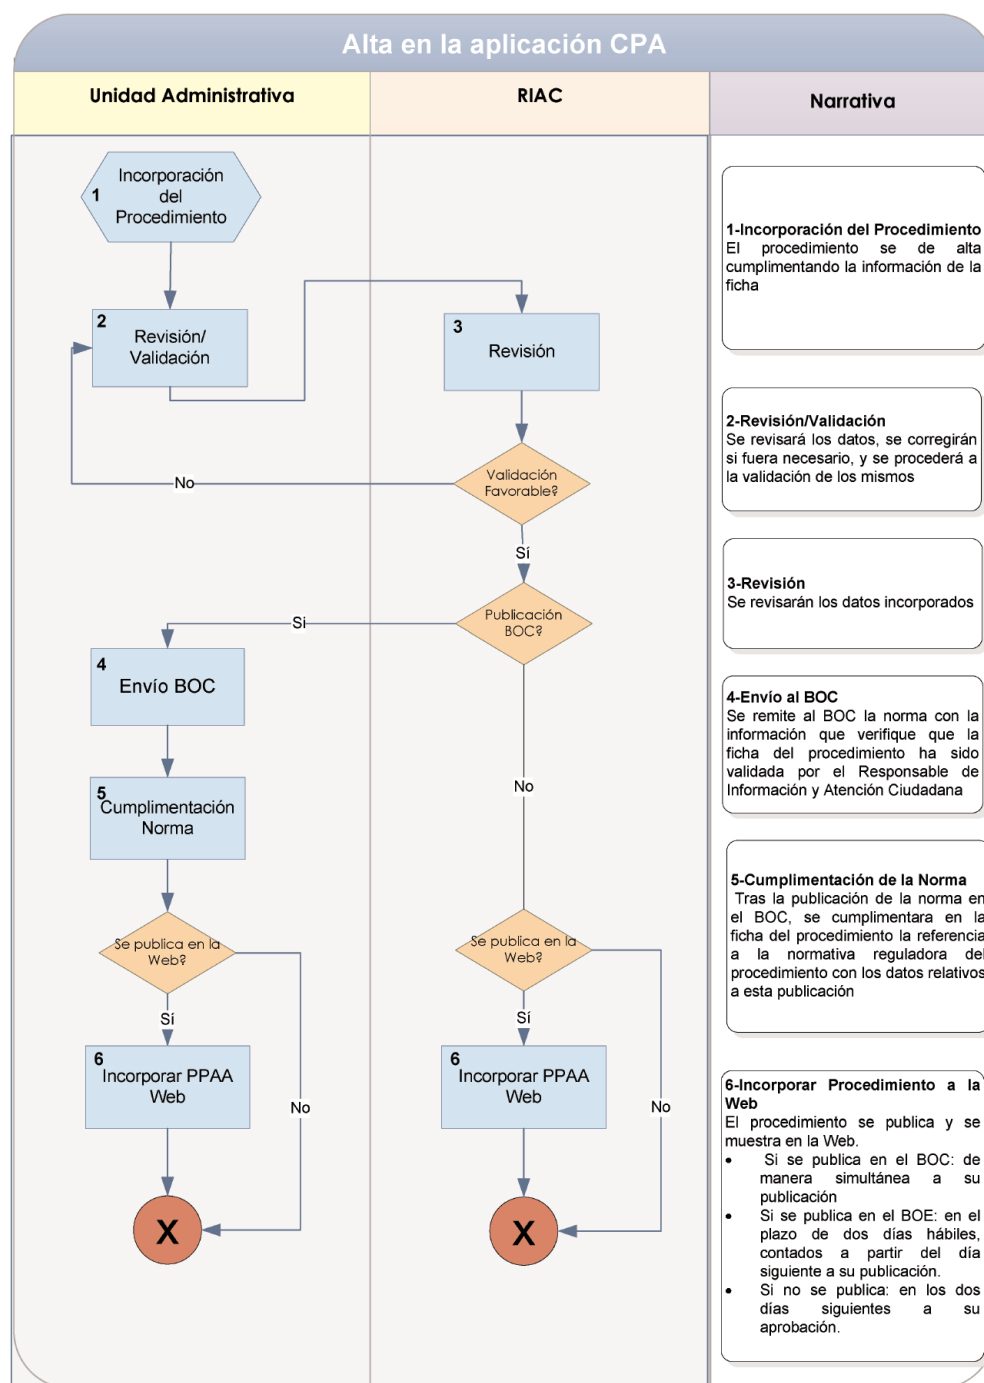 Alta en la aplicación CPA
Unidad Administrativa
RIAC
Narrativa
1
Incorporación
del
Procedimiento
2
Revisión/
Validación
3
Revisión
Validación
Favorable?
No
Sí
Publicación
BOC?
Si
4
Envío BOC
5
Cumplimentación
Norma
No
Se publica en la
Web?
Sí
No
6
Incorporar PPAA
Web
X
Se publica en la
Web?
Sí
No
6
Incorporar PPAA
Web
X
1-Incorporación del Procedimiento
El procedimiento se de alta
cumplimentando la información de la
ficha
2-Revisión/Validación
Se revisará los datos, se corregirán
si fuera necesario, y se procederá a
la validación de los mismos
3-Revisión
Se revisarán los datos incorporados
4-Envío al BOC
Se remite al BOC la norma con la
información que verifique que la
ficha del procedimiento ha sido
validada por el Responsable de
Información y Atención Ciudadana
5-Cumplimentación de la Norma
Tras la publicación de la norma en
el BOC, se cumplimentara en la
ficha del procedimiento la referencia
a la normativa reguladora del
procedimiento con los datos relativos
a esta publicación
6-Incorporar Procedimiento a la
Web
El procedimiento se publica y se
muestra en la Web.
• Si se publica en el BOC: de
manera simultánea a su
publicación
• Si se publica en el BOE: en el
plazo de dos días hábiles,
contados a partir del día
siguiente a su publicación.
• Si no se publica: en los dos
días siguientes a su
aprobación.